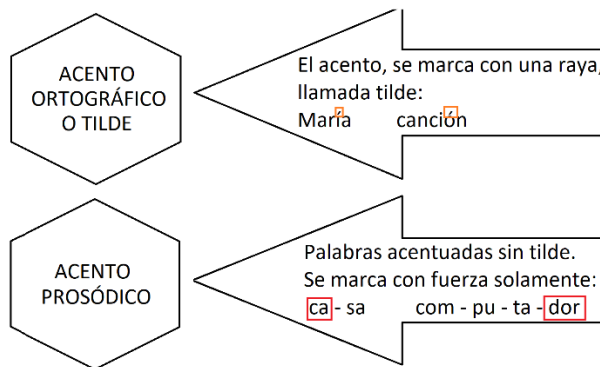 ACENTO
ORTOGRÁFICO
O TILDE
El acento, se marca con una raya,
llamada tilde:
María canción
ACENTO
PROSÓDICO
Palabras acentuadas sin tilde.
Se marca con fuerza solamente:
ca - sa com - pu - ta - dor